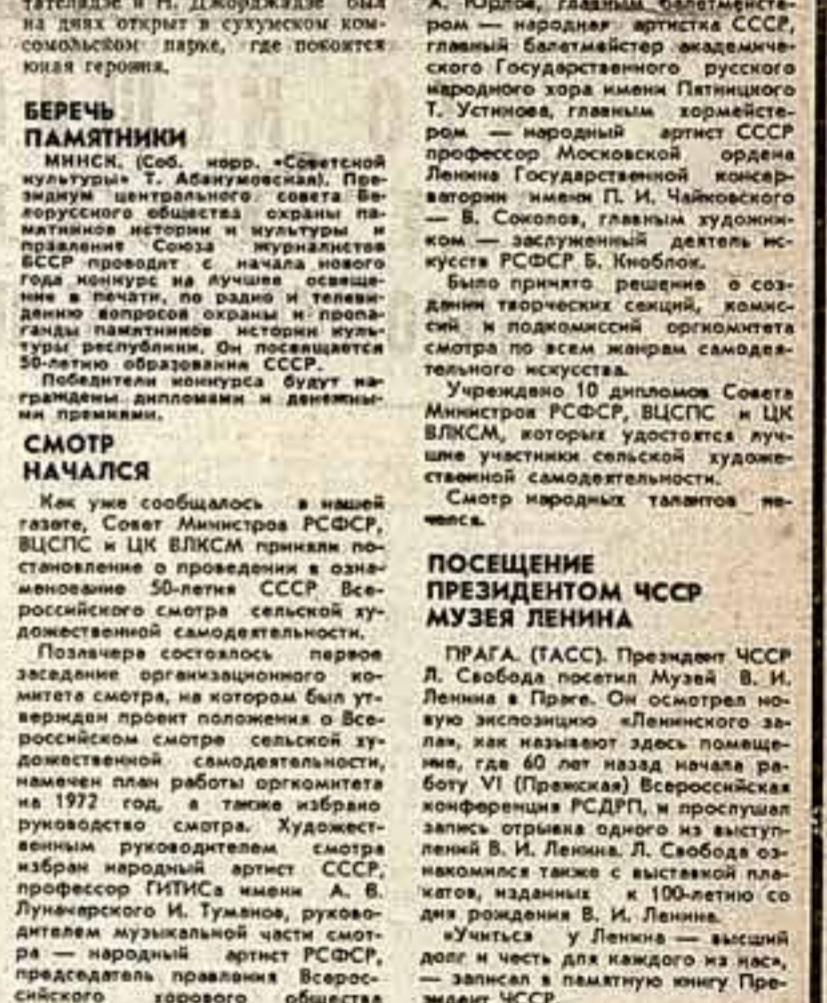 тателадзе и Н. Джорджадзе был
на днях открыт в сухумском ком-
сомольском парке, где покоится
юная героиня.
БЕРЕЧЬ
ПАМЯТНИКИ
МИНСК. (Соб. корр. «Советской
культуры» Т. Абакумовская). Пре-
зидиум центрального совета Бе-
лорусского общества охраны па-
мятников истории и культуры и
правление Союза журналистов
БССР проводят с начала нового
года конкурс на лучшее освеще-
ние в печати, по радио и телеви-
дению вопросов охраны и пропа-
ганды памятников истории куль-
туры республики. Он посвящается
50-летию образования СССР.
Победители конкурса будут на-
граждены дипломами и денежны-
ми премиями.
СМОТР
НАЧАЛСЯ
Как уже сообщалось в нашей
газете, Совет Министров РСФСР,
ВЦСПС и ЦК ВЛКСМ приняли по-
становление о проведении в озна-
менование 50-летия СССР Все-
российского смотра сельской ху-
дожественной самодеятельности.
Позавчера состоялось первое
заседание организационного ко-
митета смотра, на котором был ут-
вержден проект положения о Все-
российском смотре сельской ху-
дожественной самодеятельности,
намечен план работы оргкомитета
на 1972 год, а также избрано
руководство смотра. Художест-
венным руководителем смотра
избран народный артист СССР,
профессор ГИТИСа имени А. В.
Луначарского И. Туманов, руково-
дителем музыкальной части смот-
ра — народный артист РСФСР,
председатель правления Всерос-
сийского хорового общества
А. Юрлов, главным балетмейсте-
ром — народная артистка СССР,
главный балетмейстер академиче-
ского Государственного русского
народного хора имени Пятницкого
Т. Устинова, главным хормейсте-
ром — народный артист СССР
профессор Московской ордена
Ленина Государственной консер-
ватории имени П. И. Чайковского
— В. Соколов, главным художни-
ком — заслуженный деятель ис-
кусств РСФСР Б. Кноблок.
Было принято решение о соз-
дании творческих секций, комис-
сий и подкомиссий оргкомитета
смотра по всем жанрам самодея-
тельного искусства.
Учреждено 10 дипломов Совета
Министров РСФСР, ВЦСПС и ЦК
ВЛКСМ, которых удостоятся луч-
шие участники сельской художе-
ственной самодеятельности.
Смотр народных талантов на-
чался.
ПОСЕЩЕНИЕ
ПРЕЗИДЕНТОМ ЧССР
МУЗЕЯ ЛЕНИНА
ПРАГА. (ТАСС). Президент ЧССР
Л. Свобода посетил Музей В. И.
Ленина в Праге. Он осмотрел но-
вую экспозицию «Ленинского за-
ла», как называют здесь помеще-
ние, где 60 лет назад начала ра-
боту VI (Пражская) Всероссийская
конференция РСДРП, и прослушал
запись отрывка одного из выступ-
лений В. И. Ленина. Л. Свобода оз-
накомился также с выставкой пла-
катов, изданных к 100-летию со
дня рождения В. И. Ленина.
«Учиться у Ленина — высший
долг и честь для каждого из нас»,
— записал в памятную книгу Пре-
зидент ЧССР.